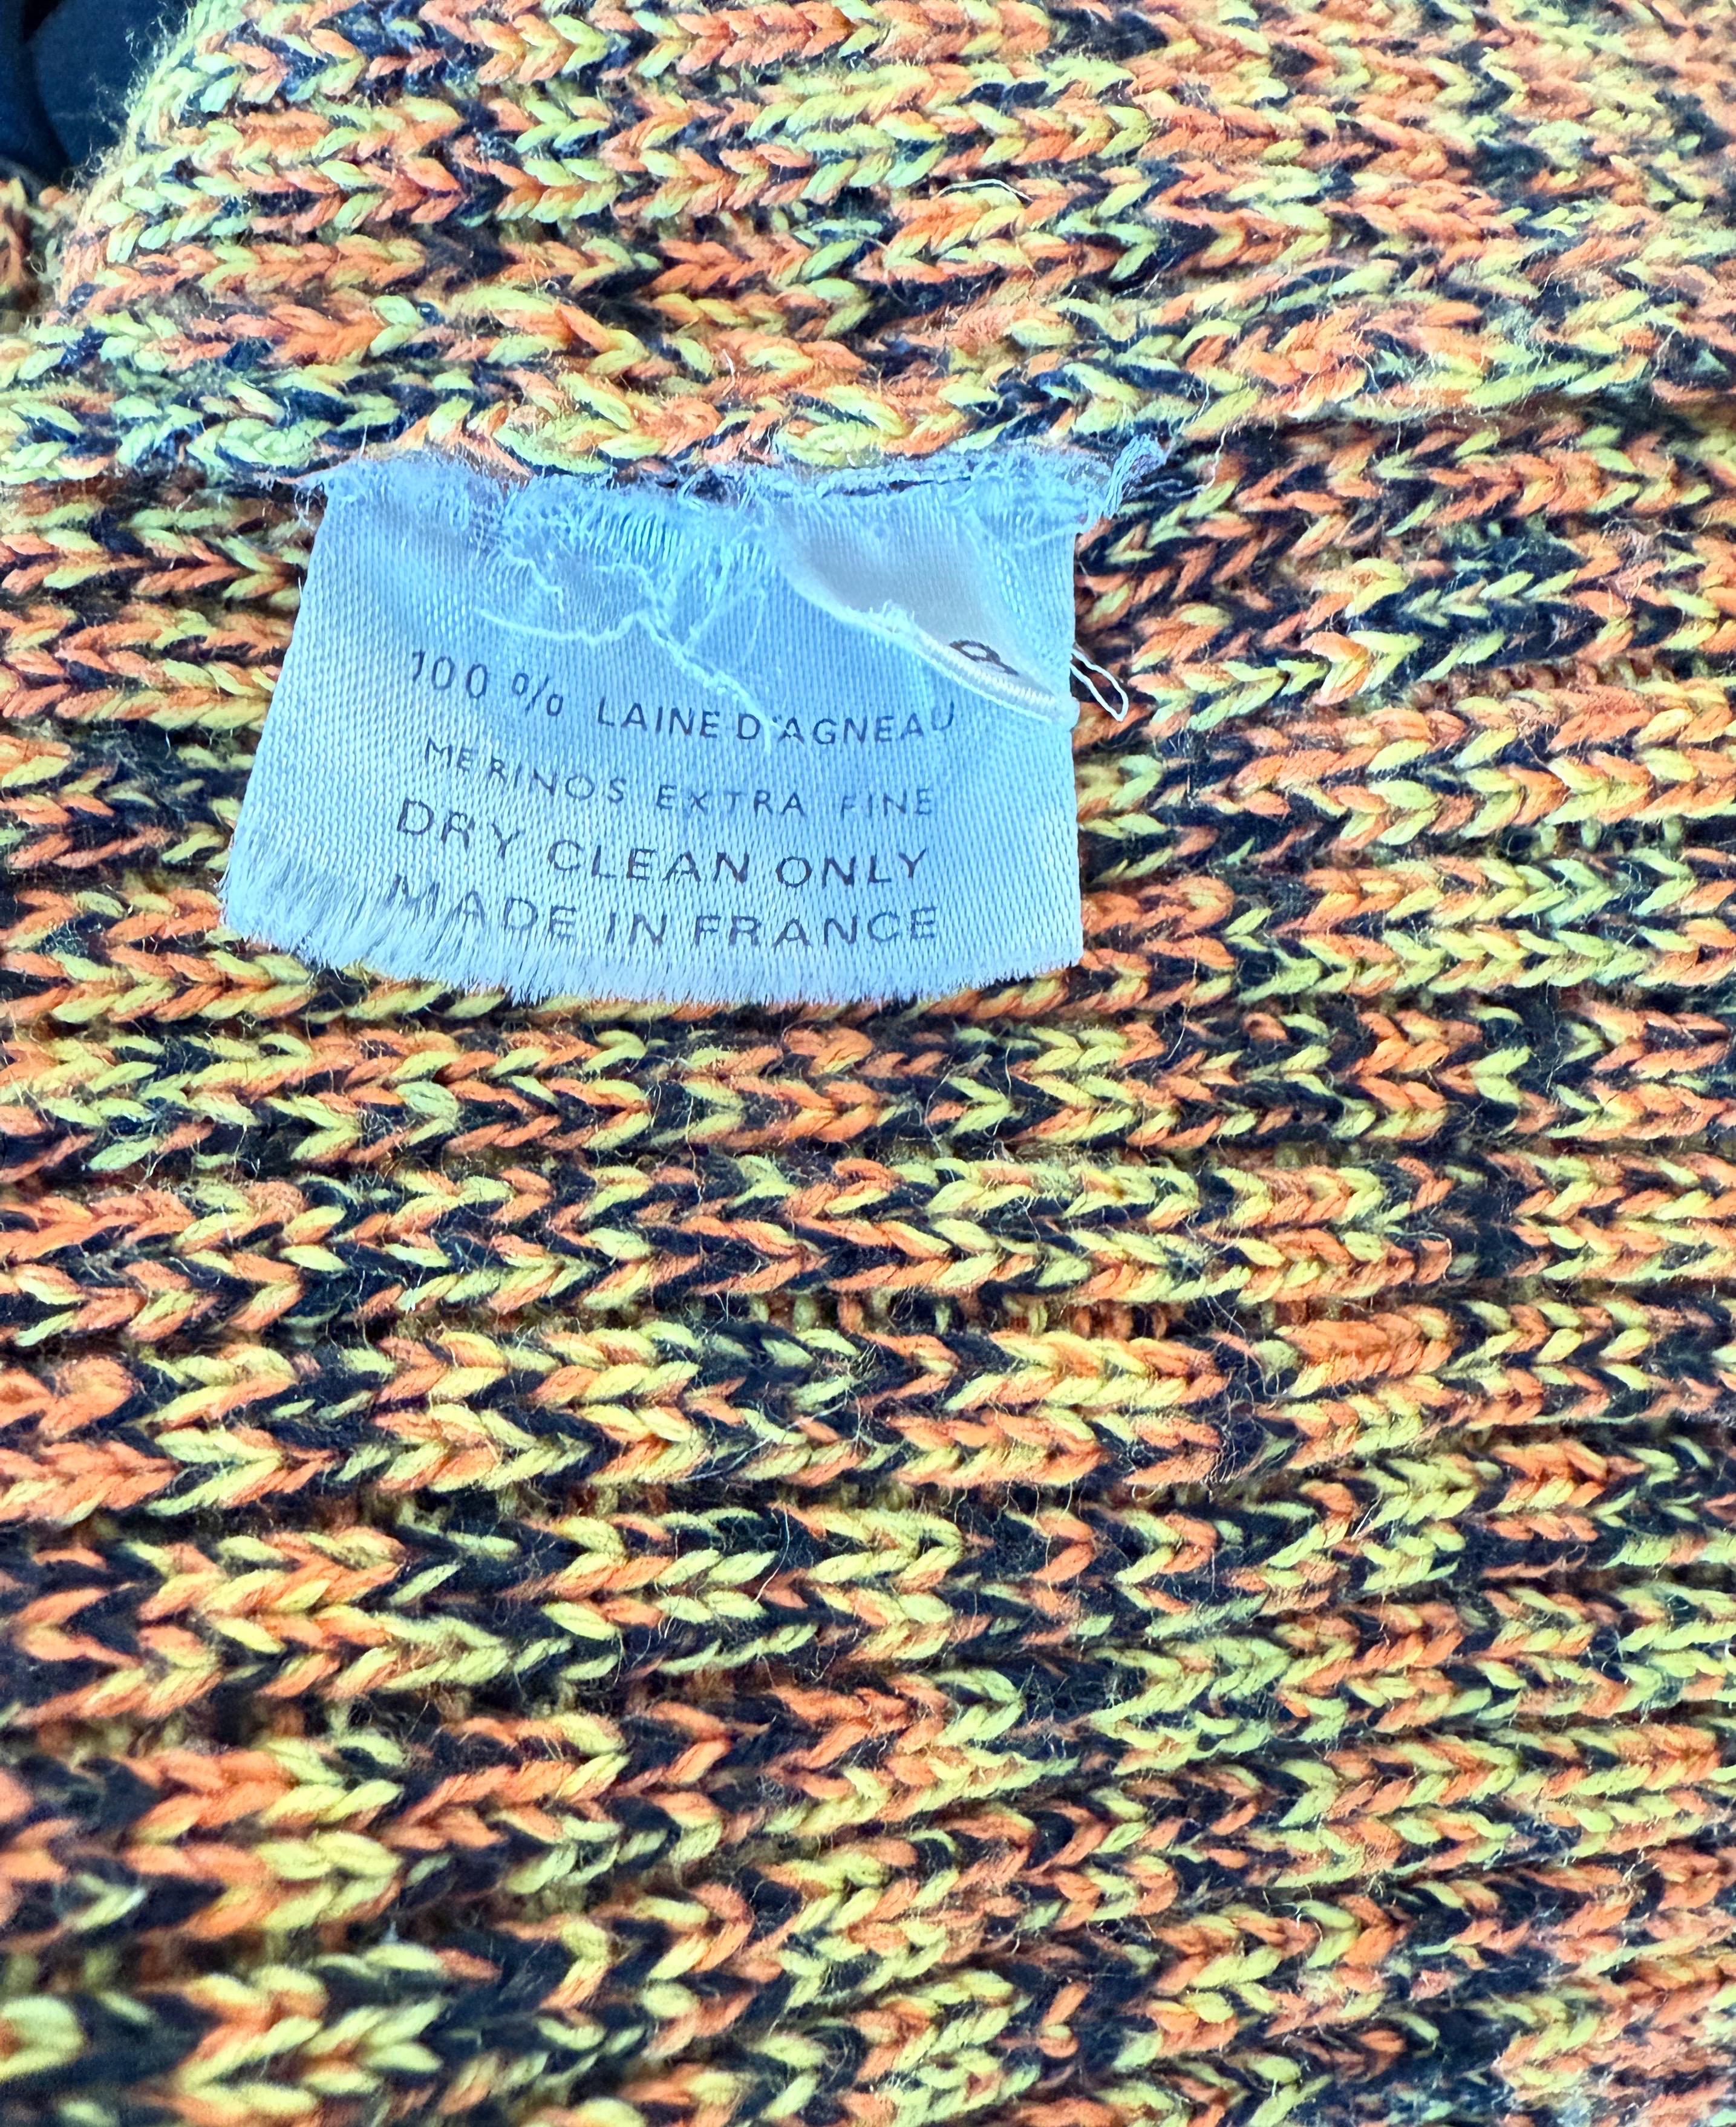 100 % LAINE D'AGNEAU
MERINOS EXTRA FINE
DRY CLEAN ONLY
MADE IN FRANCE